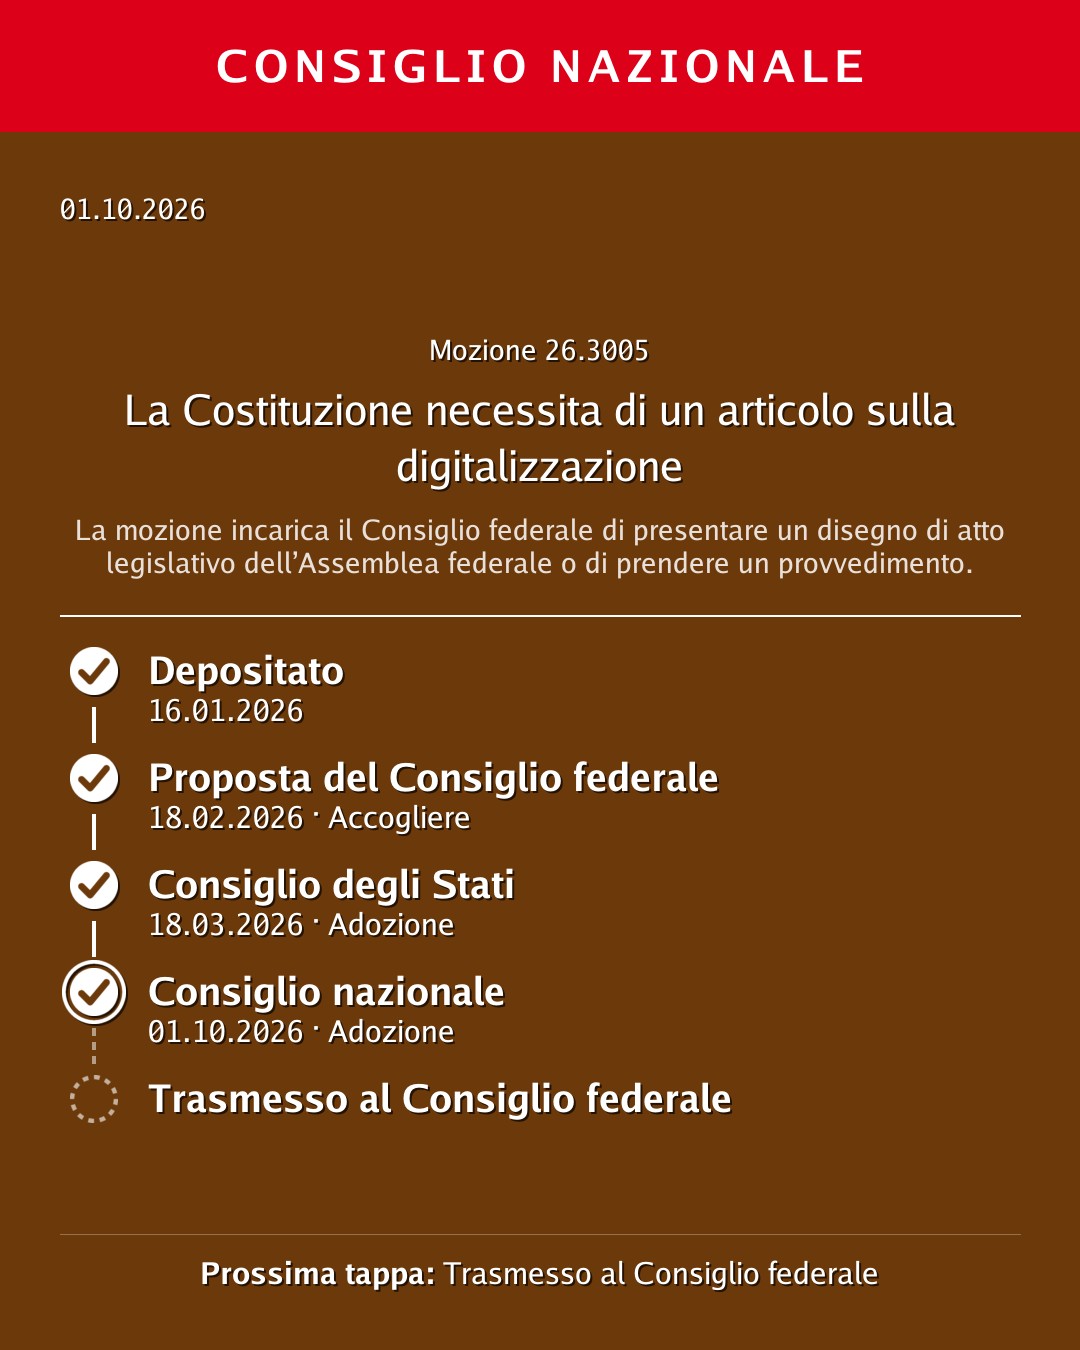 CONSIGLIO NAZIONALE
01.10.2026
Mozione 26.3005
La Costituzione necessita di un articolo sulla
digitalizzazione
La mozione incarica il Consiglio federale di presentare un disegno di atto
legislativo dell’Assemblea federale o di prendere un provvedimento.
Depositato
16.01.2026
Proposta del Consiglio federale
18.02.2026 · Accogliere
Consiglio degli Stati
18.03.2026 · Adozione
Consiglio nazionale
01.10.2026 · Adozione
Trasmesso al Consiglio federale
Prossima tappa: Trasmesso al Consiglio federale